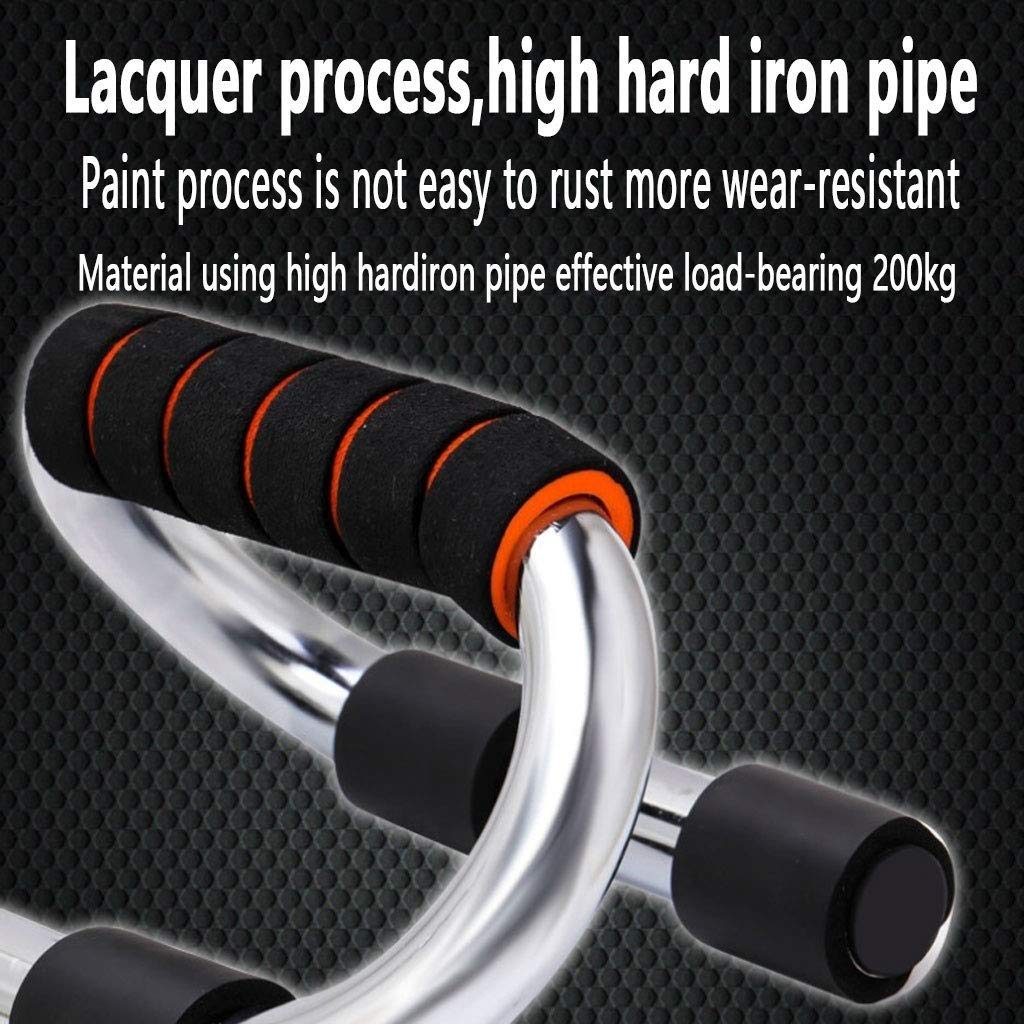 Lacquer process,high hard iron pipe
Paint process is not easy to rust more wear-resistant
Material using high hardiron pipe effective load-bearing 200kg